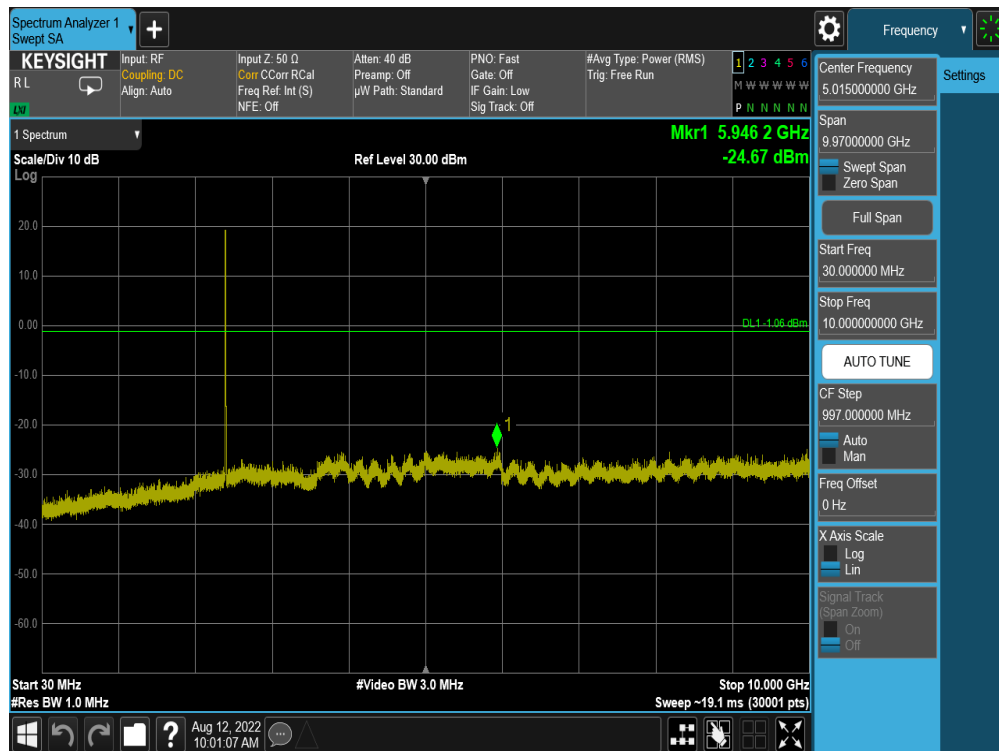 Spectrum Analyzer 1
Swept SA
Frequency
KEYSIGHT
R L
LXI
Input: RF
Coupling: DC
Align: Auto
Input Z: 50 Ω
Corr CCorr RCal
Freq Ref: Int (S)
NFE: Off
Atten: 40 dB
Preamp: Off
µW Path: Standard
PNO: Fast
Gate: Off
IF Gain: Low
Sig Track: Off
#Avg Type: Power (RMS)
Trig: Free Run
1 2 3 4 5 6
M W W W W W
P N N N N N
1 Spectrum
Scale/Div 10 dB
Log
Ref Level 30.00 dBm
Mkr1 5.946 2 GHz
-24.67 dBm
20.0
10.0
0.00
DL1 -1.06 dBm
-10.0
-20.0
1
-30.0
-40.0
-50.0
-60.0
Start 30 MHz
#Video BW 3.0 MHz
Stop 10.000 GHz
#Res BW 1.0 MHz
Sweep ~19.1 ms (30001 pts)
Center Frequency
5.015000000 GHz
Settings
Span
9.97000000 GHz
Swept Span
Zero Span
Full Span
Start Freq
30.000000 MHz
Stop Freq
10.000000000 GHz
AUTO TUNE
CF Step
997.000000 MHz
Auto
Man
Freq Offset
0 Hz
X Axis Scale
Log
Lin
Signal Track
(Span Zoom)
On
Off
?
Aug 12, 2022
10:01:07 AM